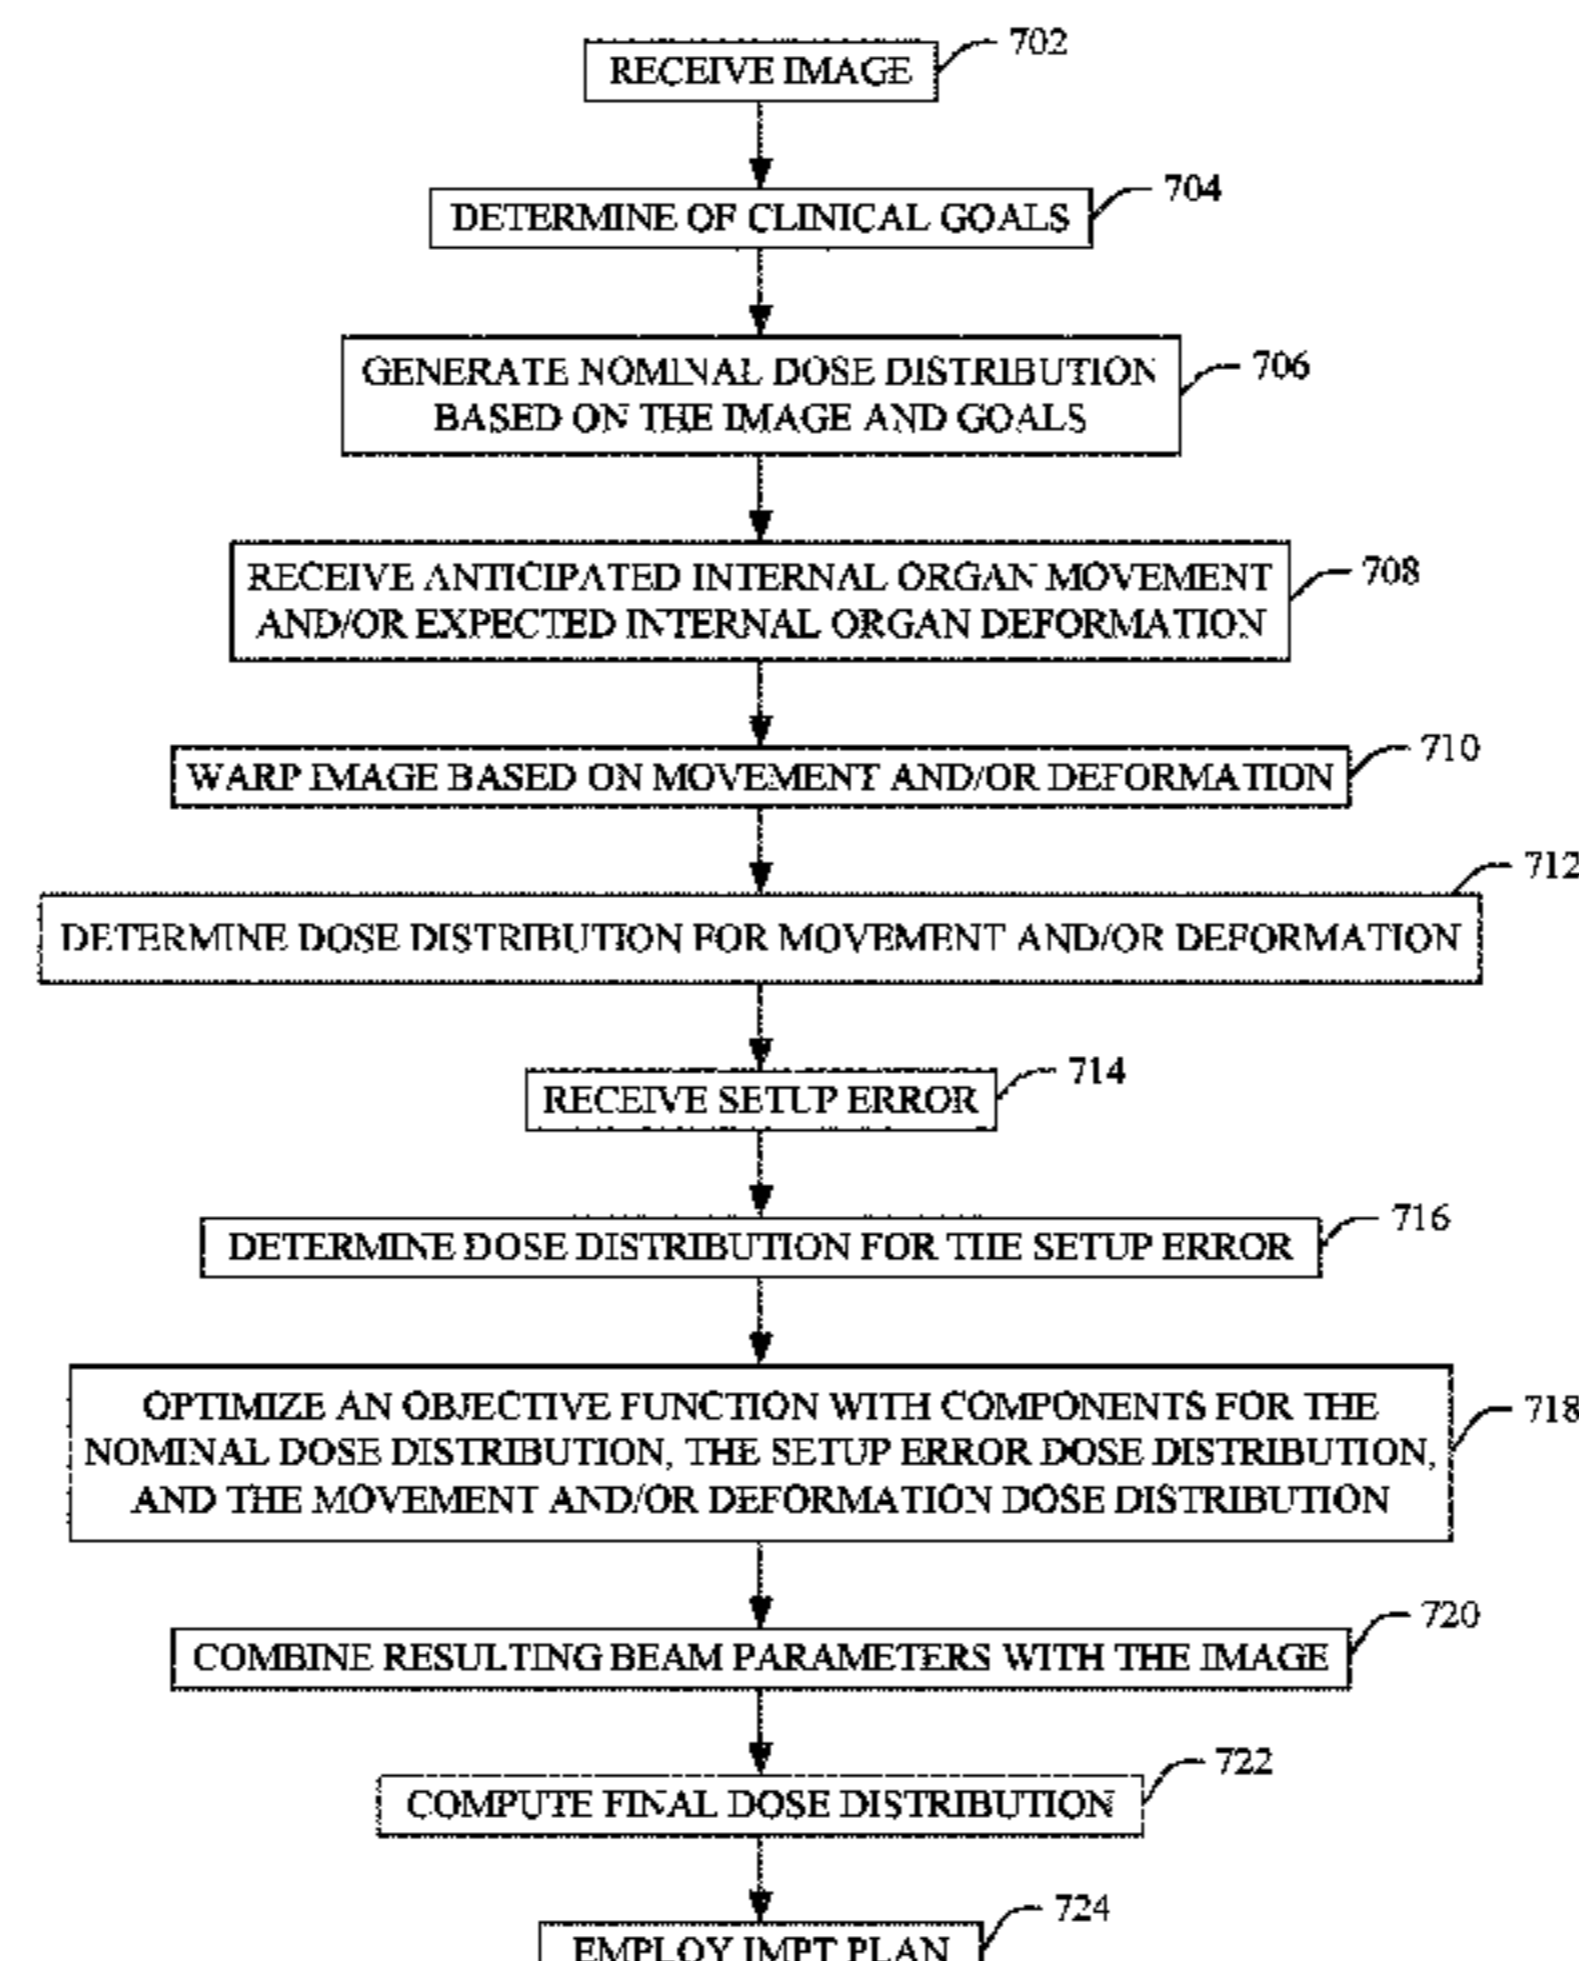 RECEIVE IMAGE
702
DETERMINE OF CLINICAL GOALS
704
GENERATE NOMINAL DOSE DISTRIBUTION
BASED ON THE IMAGE AND GOALS
706
RECEIVE ANTICIPATED INTERNAL ORGAN MOVEMENT
AND/OR EXPECTED INTERNAL ORGAN DEFORMATION
708
WARP IMAGE BASED ON MOVEMENT AND/OR DEFORMATION
710
DETERMINE DOSE DISTRIBUTION FOR MOVEMENT AND/OR DEFORMATION
712
RECEIVE SETUP ERROR
714
DETERMINE DOSE DISTRIBUTION FOR THE SETUP ERROR
716
OPTIMIZE AN OBJECTIVE FUNCTION WITH COMPONENTS FOR THE
NOMINAL DOSE DISTRIBUTION, THE SETUP ERROR DOSE DISTRIBUTION,
AND THE MOVEMENT AND/OR DEFORMATION DOSE DISTRIBUTION
718
COMBINE RESULTING BEAM PARAMETERS WITH THE IMAGE
720
COMPUTE FINAL DOSE DISTRIBUTION
722
EMPLOY IMPT PLAN
724